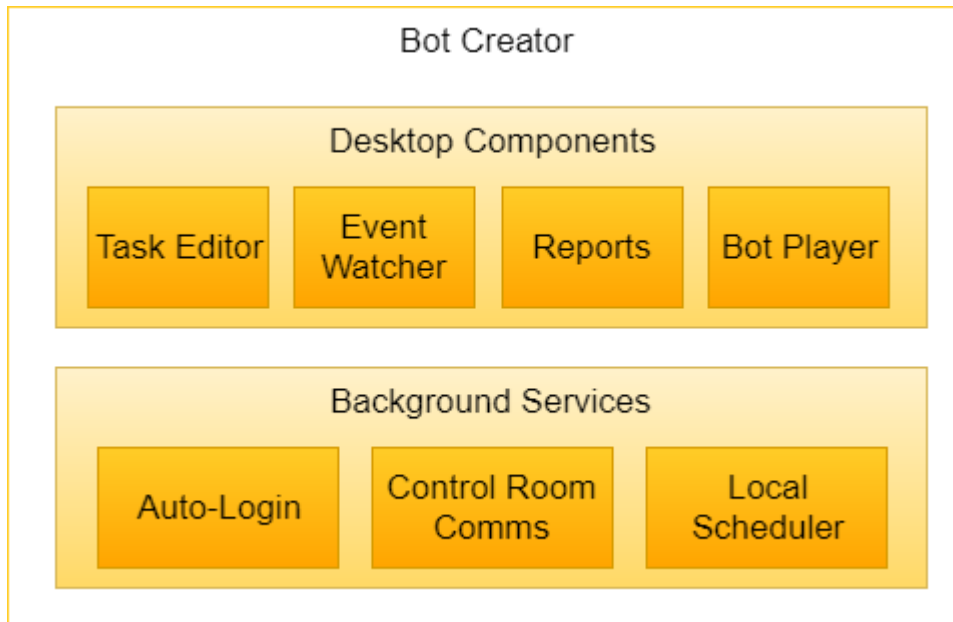 Bot Creator
Desktop Components
Task Editor
Event
Watcher
Reports
Bot Player
Background Services
Auto-Login
Control Room
Comms
Local
Scheduler